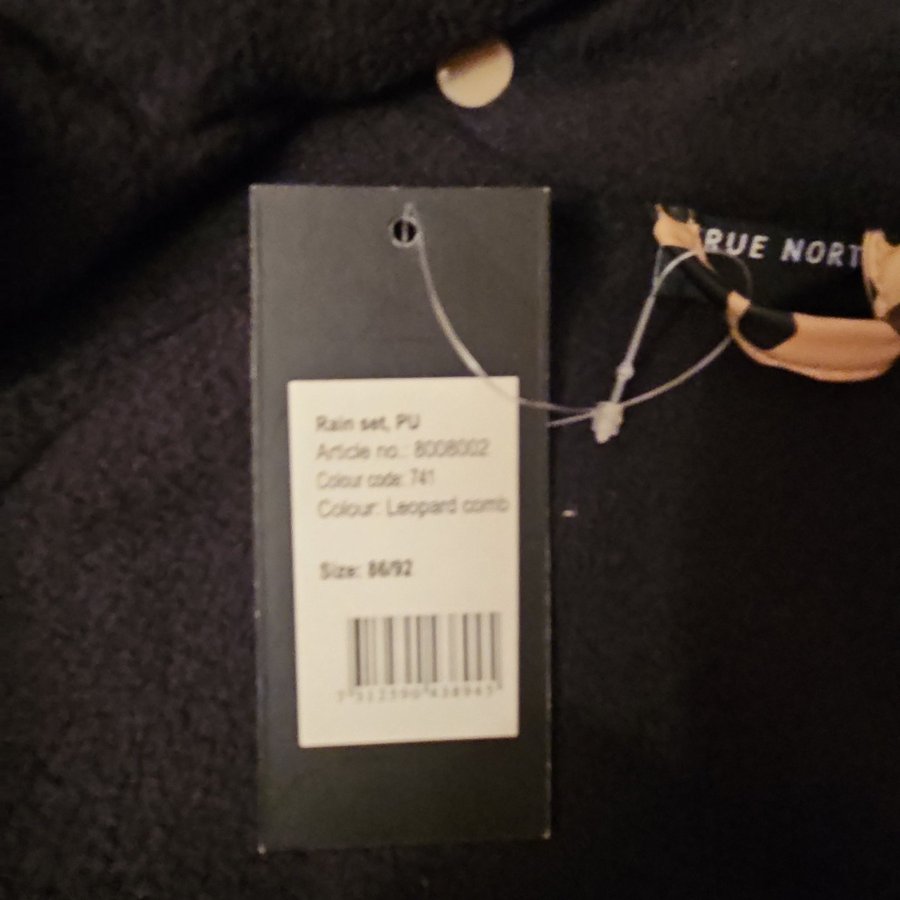 RUE NORT
Rain set, PU
Article no.: 8008002
Colour code: 741
Colour: Leopard comb
Size: 86/92